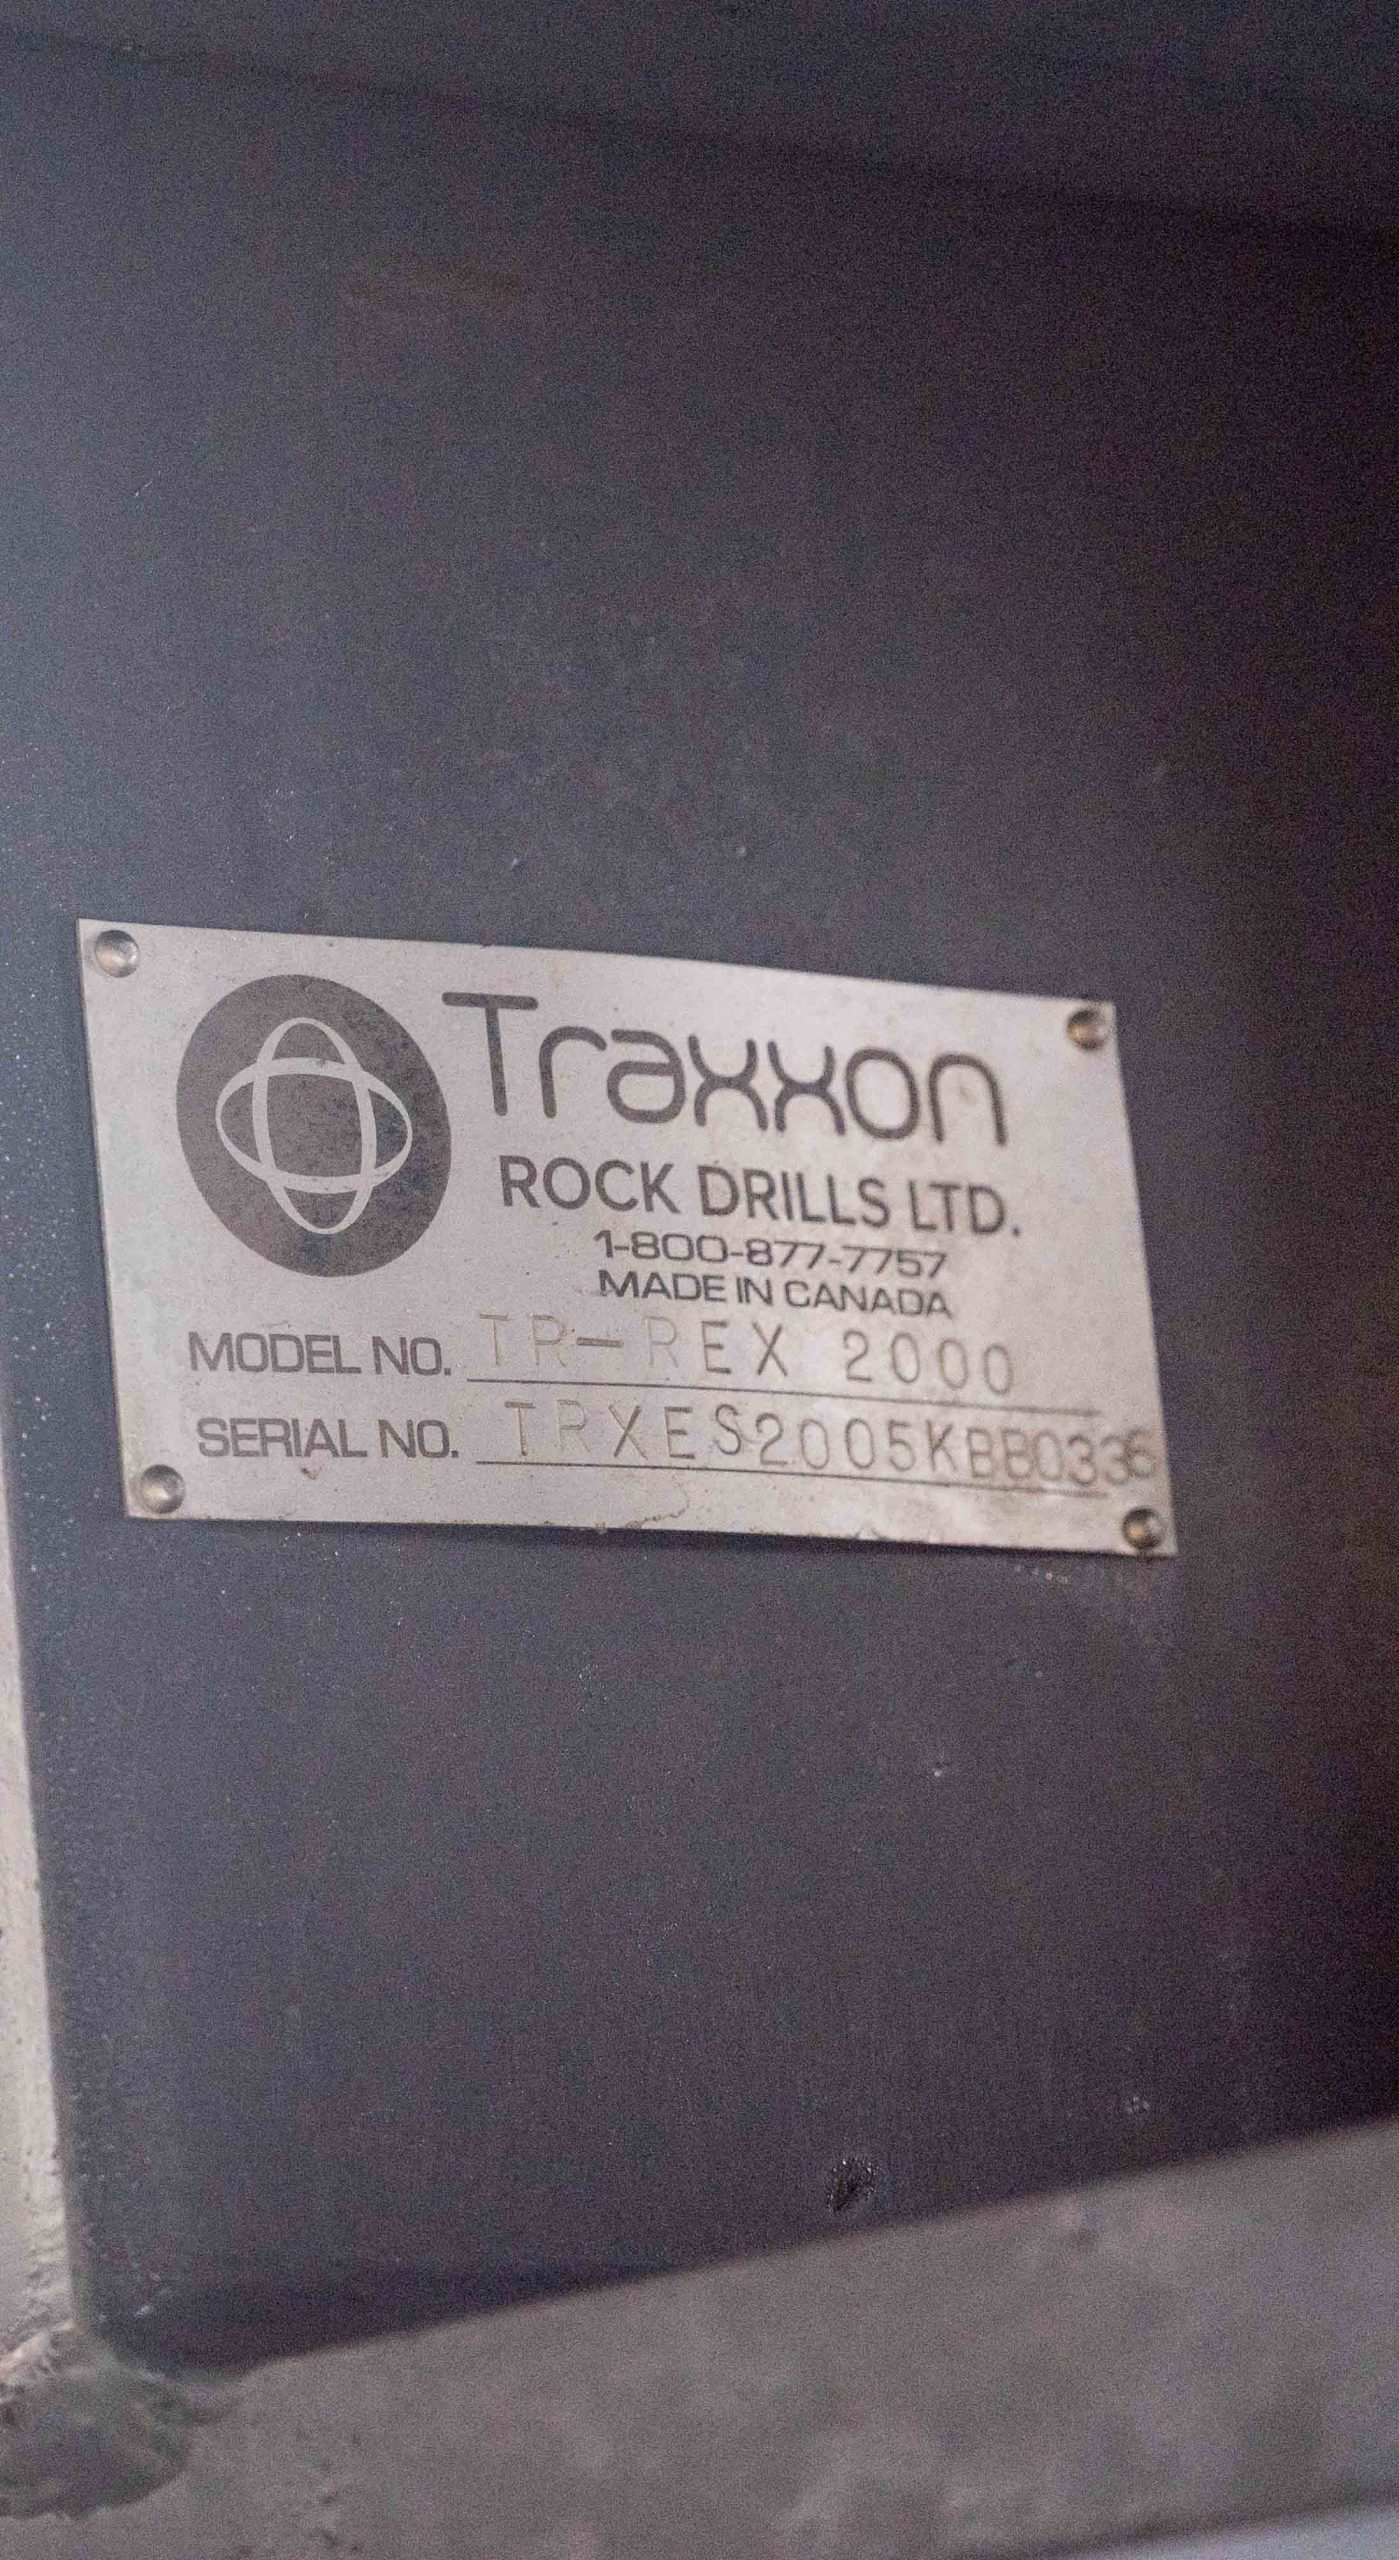 Traxxon
ROCK DRILLS LTD.
1-800-877-7757
MADE IN CANADA
MODEL NO. TR-REX 2000
SERIAL NO. TRXES2005KBB0336